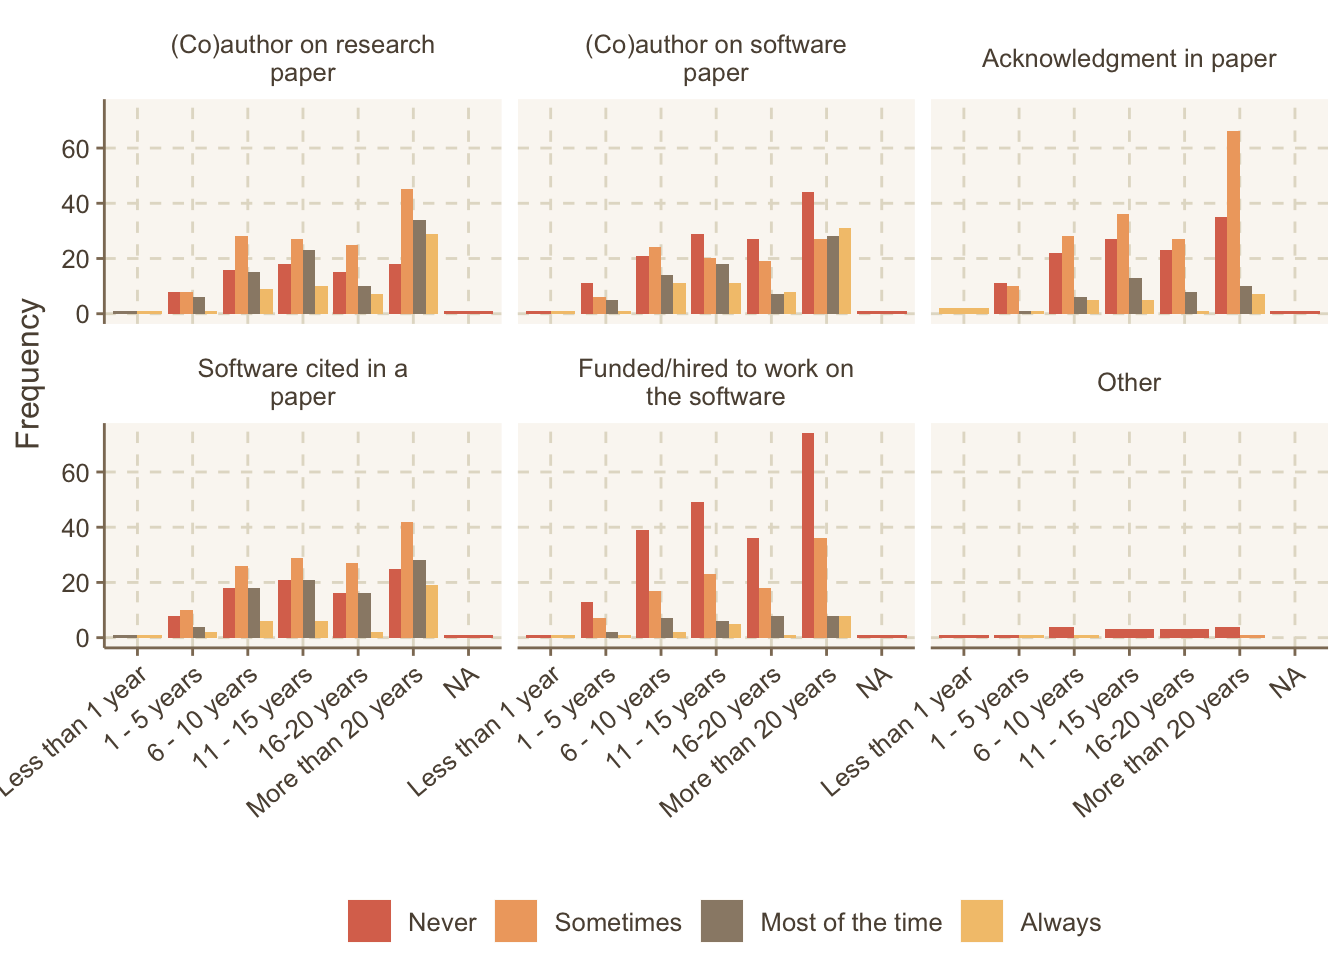 (Co)author on research
paper
(Co)author on software
paper
Acknowledgment in paper
60
40
20
0
Frequency
Software cited in a
paper
Funded/hired to work on
the software
Other
60
40
20
0
Less than 1 year
1 - 5 years
6 - 10 years
11 - 15 years
16-20 years
More than 20 years
NA
Less than 1 year
1 - 5 years
6 - 10 years
11 - 15 years
16-20 years
More than 20 years
NA
Less than 1 year
1 - 5 years
6 - 10 years
11 - 15 years
16-20 years
More than 20 years
NA
Never
Sometimes
Most of the time
Always